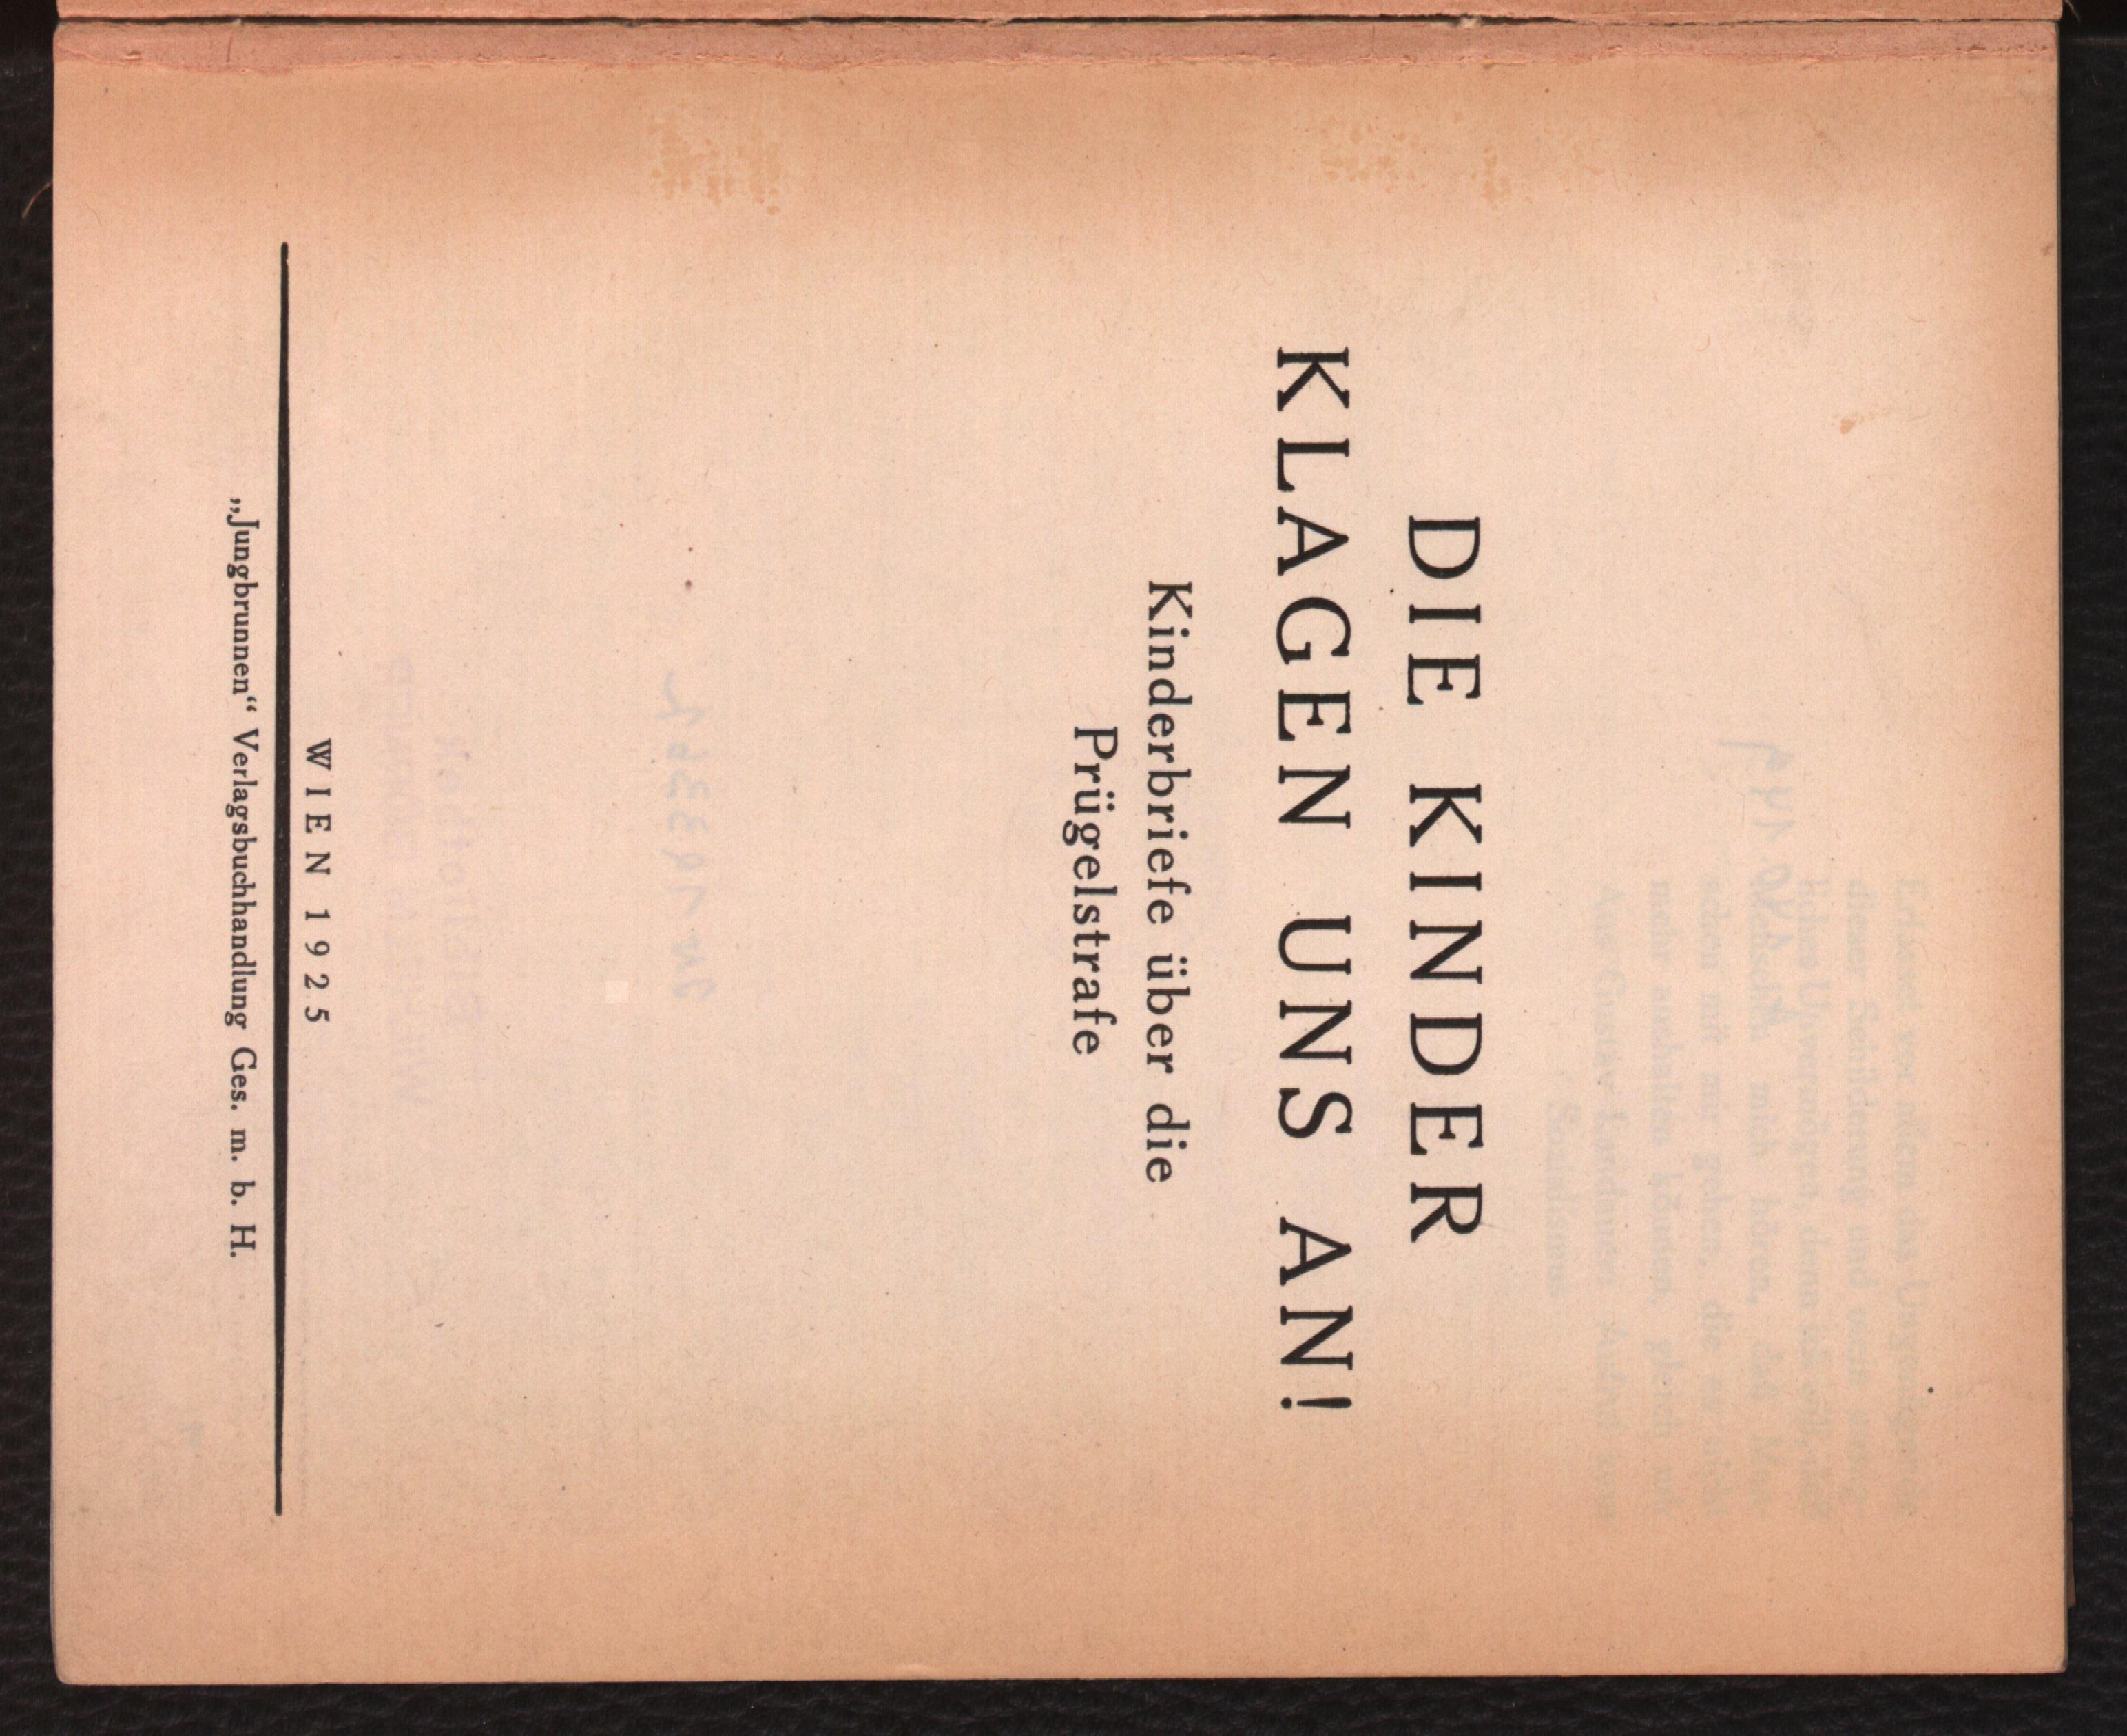 DIE KINDER
KLAGEN UNS AN!
Kinderbriefe über die
Prügelstrafe
WIEN 1925
„Jungbrunnen“ Verlagsbuchhandlung Ges. m. b. H.